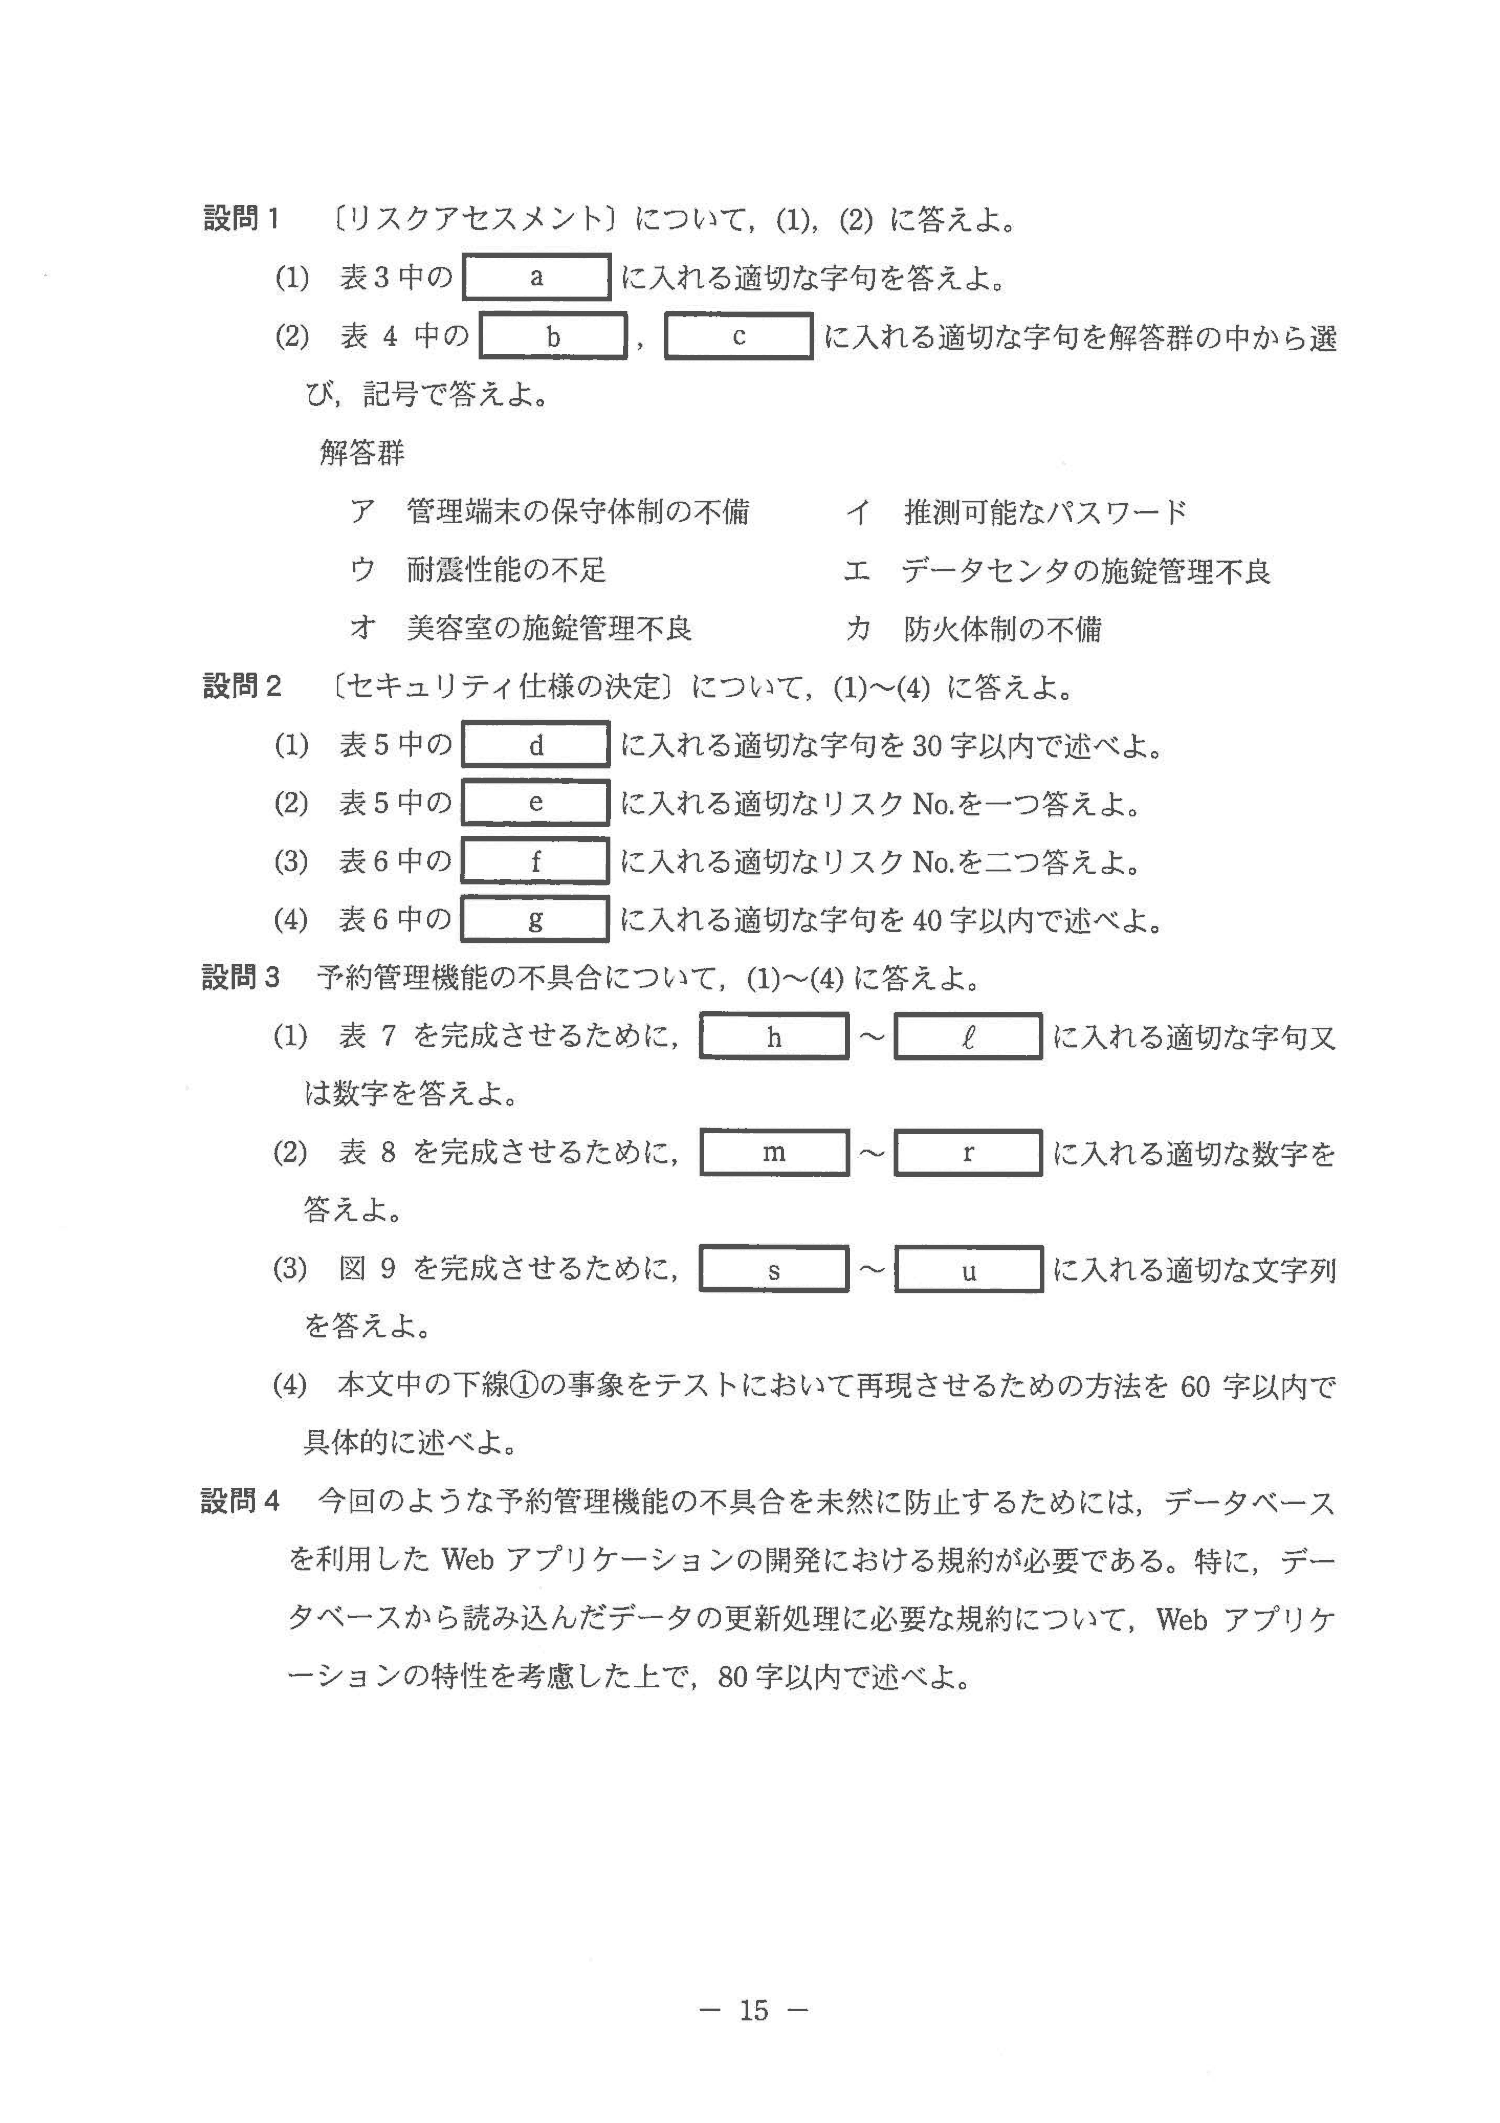 設問1 〔リスクアセスメント〕について，(1)，(2) に答えよ。
(1) 表3中の a に入れる適切な字句を答えよ。
(2) 表 4 中の b ， c に入れる適切な字句を解答群の中から選
び，記号で答えよ。
解答群
ア 管理端末の保守体制の不備 イ 推測可能なパスワード
ウ 耐震性能の不足 エ データセンタの施錠管理不良
オ 美容室の施錠管理不良 カ 防火体制の不備
設問2 〔セキュリティ仕様の決定〕について，(1)～(4) に答えよ。
(1) 表5中の d に入れる適切な字句を30字以内で述べよ。
(2) 表5中の e に入れる適切なリスク No.を一つ答えよ。
(3) 表6中の f に入れる適切なリスク No.を二つ答えよ。
(4) 表6中の g に入れる適切な字句を40字以内で述べよ。
設問3 予約管理機能の不具合について，(1)～(4) に答えよ。
(1) 表 7 を完成させるために， h ～ ℓ に入れる適切な字句又
は数字を答えよ。
(2) 表 8 を完成させるために， m ～ r に入れる適切な数字を
答えよ。
(3) 図 9 を完成させるために， s ～ u に入れる適切な文字列
を答えよ。
(4) 本文中の下線①の事象をテストにおいて再現させるための方法を 60 字以内で
具体的に述べよ。
設問4 今回のような予約管理機能の不具合を未然に防止するためには，データベース
を利用した Web アプリケーションの開発における規約が必要である。特に，デー
タベースから読み込んだデータの更新処理に必要な規約について，Web アプリケ
ーションの特性を考慮した上で，80字以内で述べよ。
－ 15 －